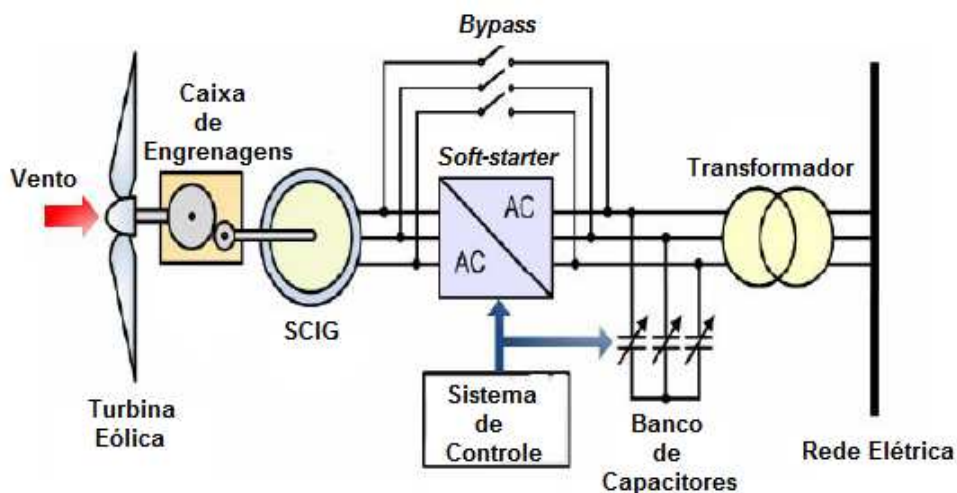 Bypass
Caixa
de
Engrenagens
Soft-starter
Transformador
Vento
AC
AC
SCIG
Turbina
Eólica
Sistema
de
Controle
Banco
de
Capacitores
Rede Elétrica